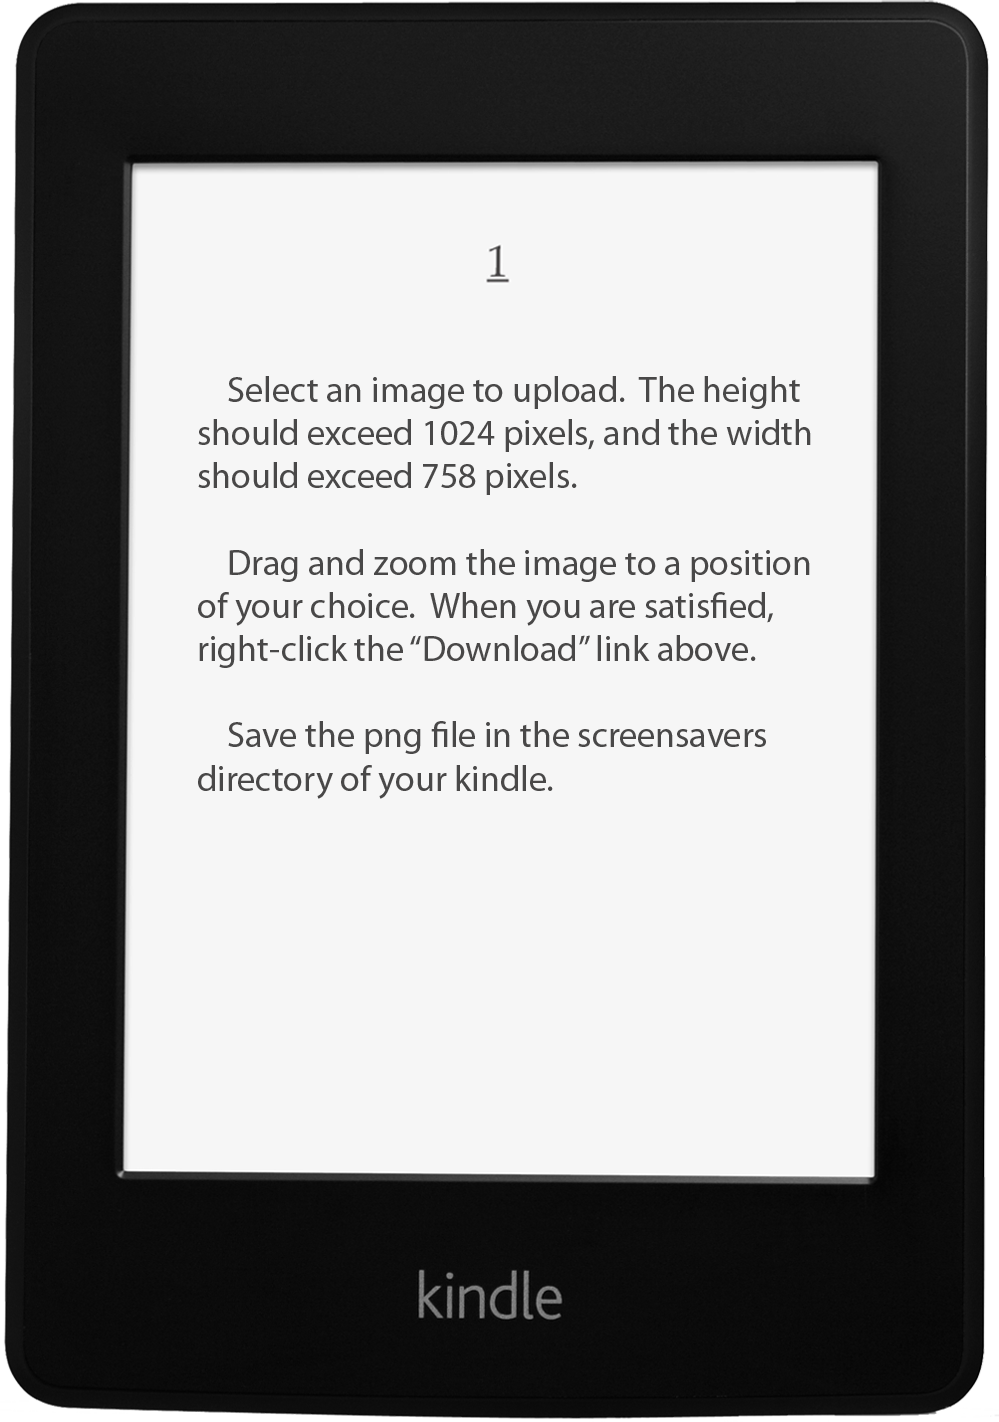 1
Select an image to upload.  The height
should exceed 1024 pixels, and the width
should exceed 758 pixels.
Drag and zoom the image to a position
of your choice.  When you are satisfied,
right-click the “Download” link above.
Save the png file in the screensavers
directory of your kindle.
kindle